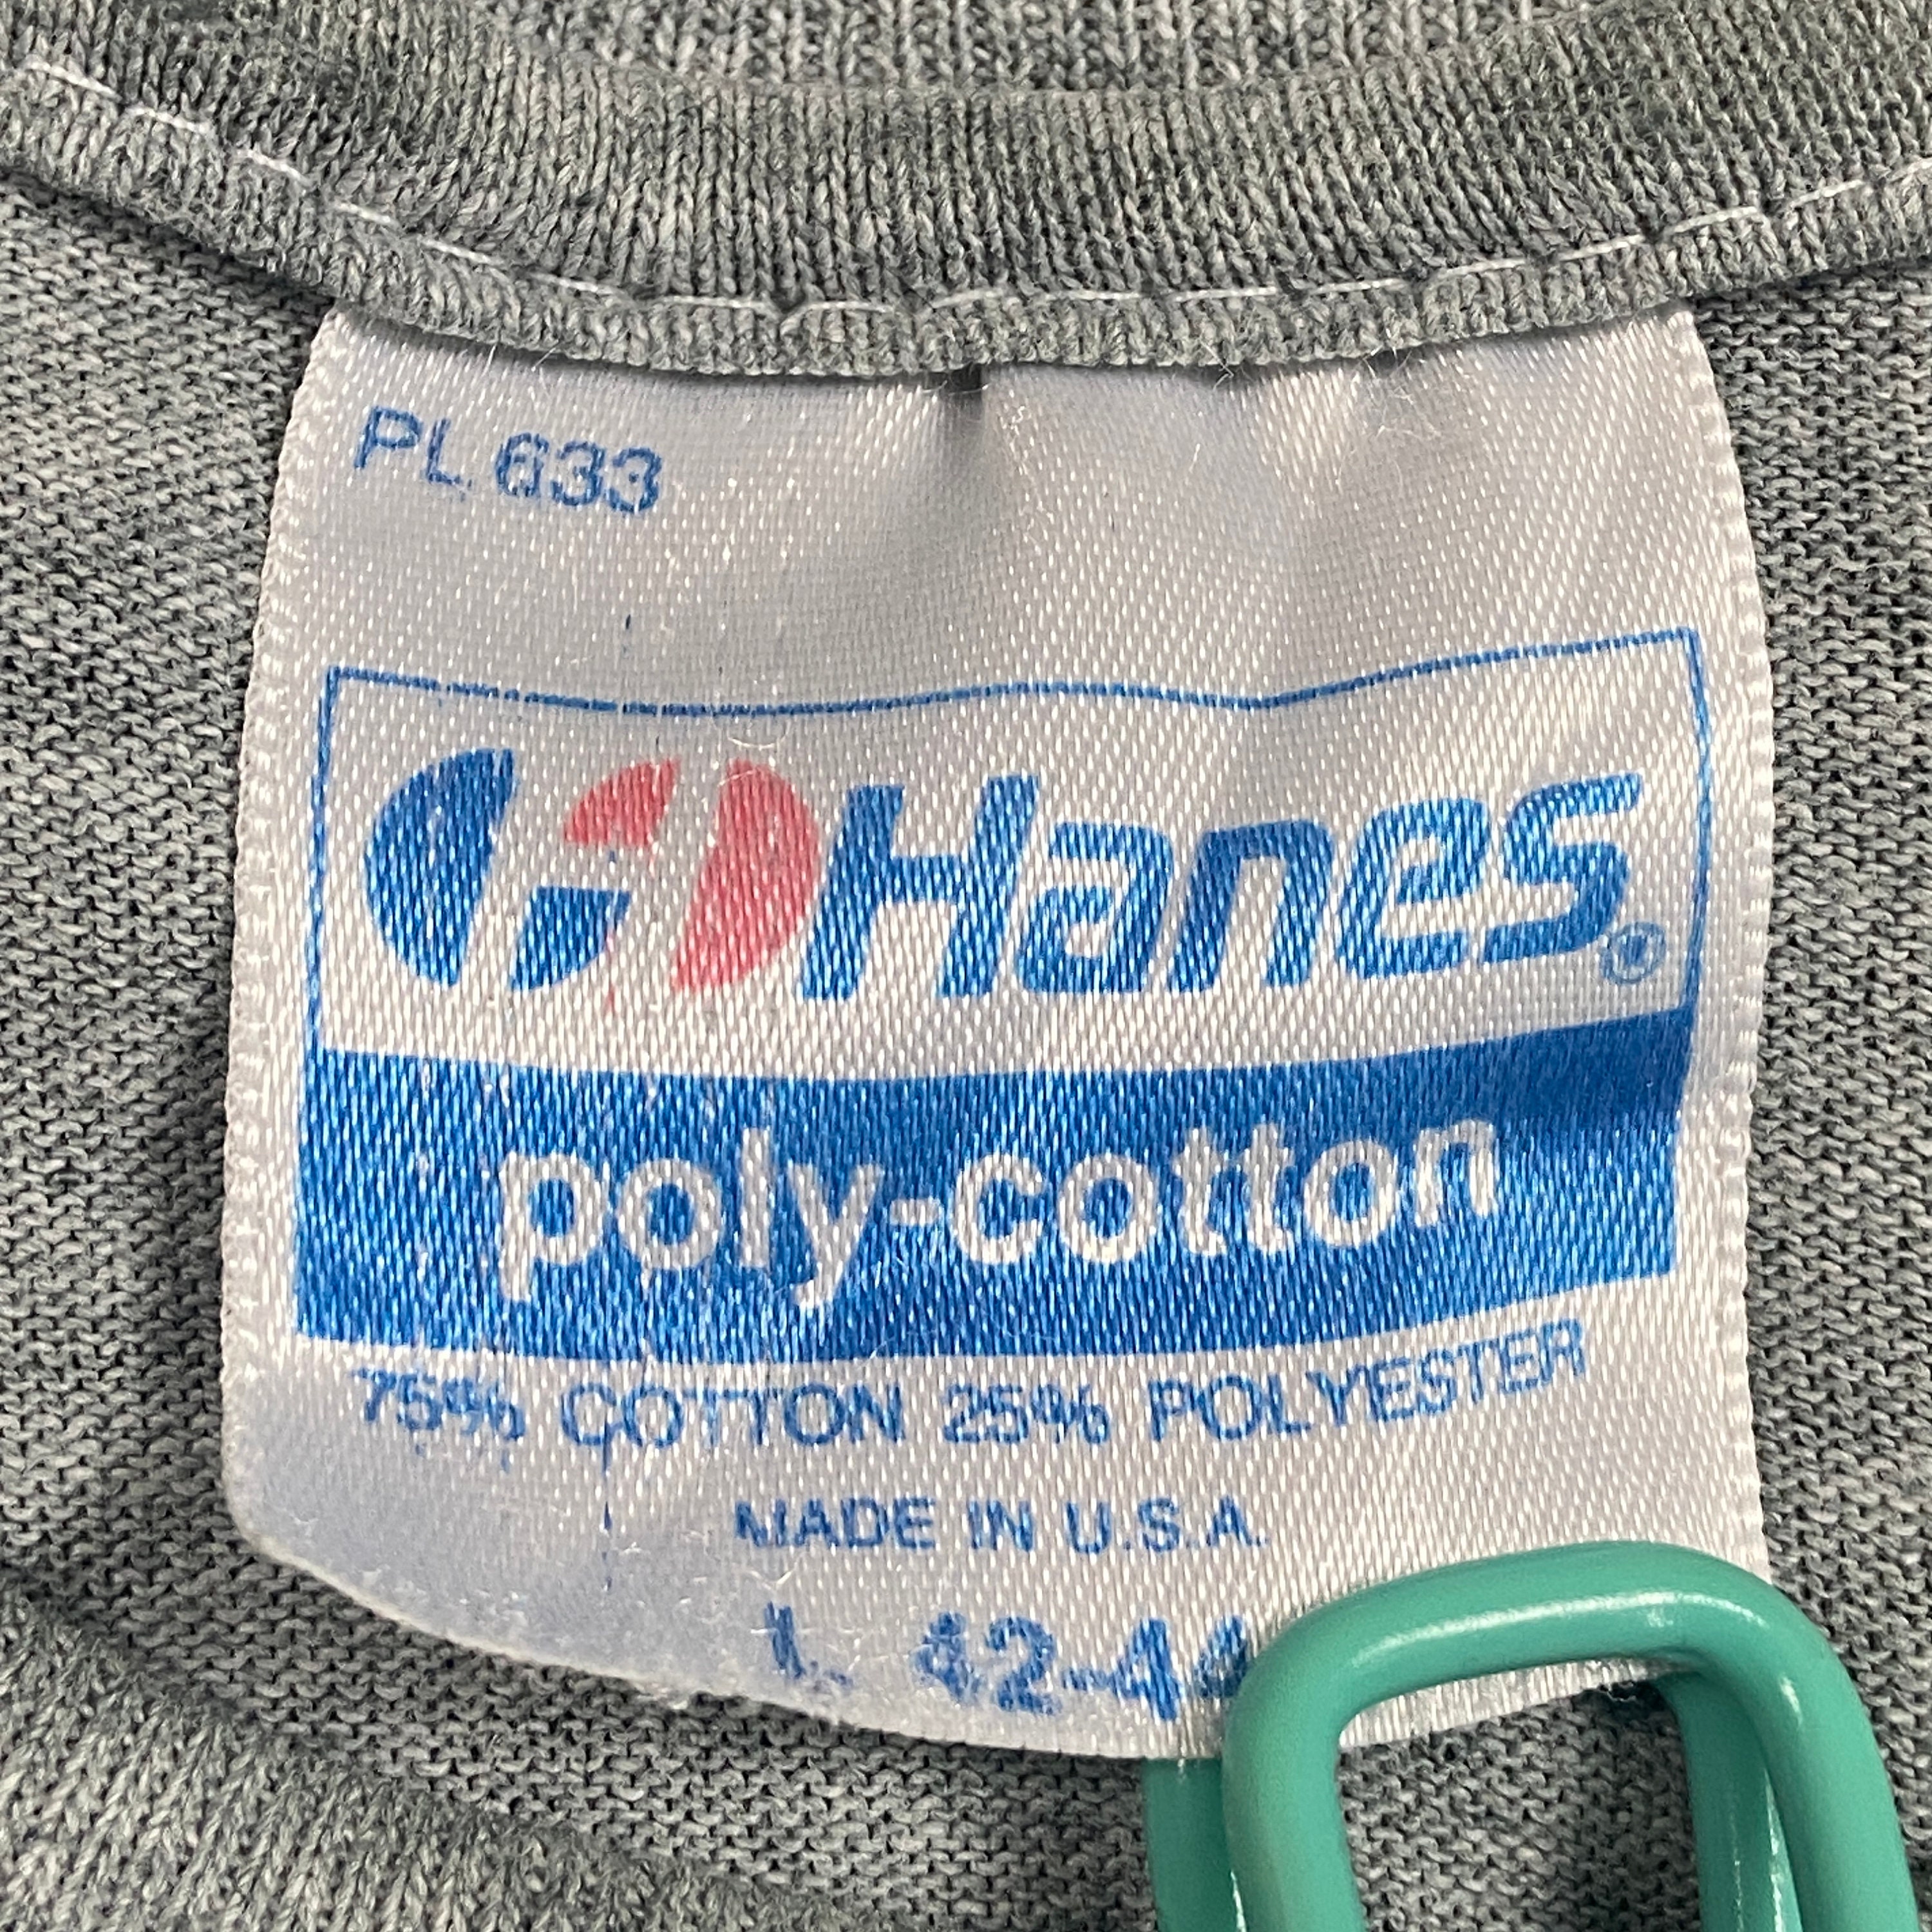 PL 633
Hanes®
poly-cotton
75% COTTON 25% POLYESTER
MADE IN U.S.A.
L 42-44